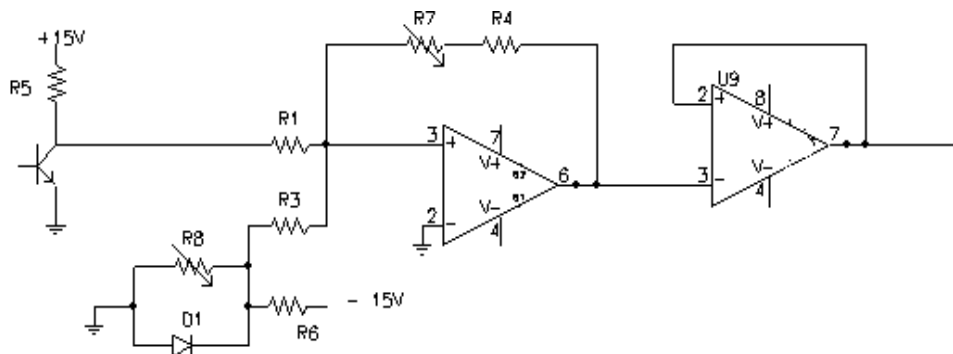 R7 R4
+15V
R5
U9
2 + 8
R1
V+
3 + 7
V+
7
6
V-
3 -
4
R3
2 -
V-
4
R8
- 15V
R6
D1